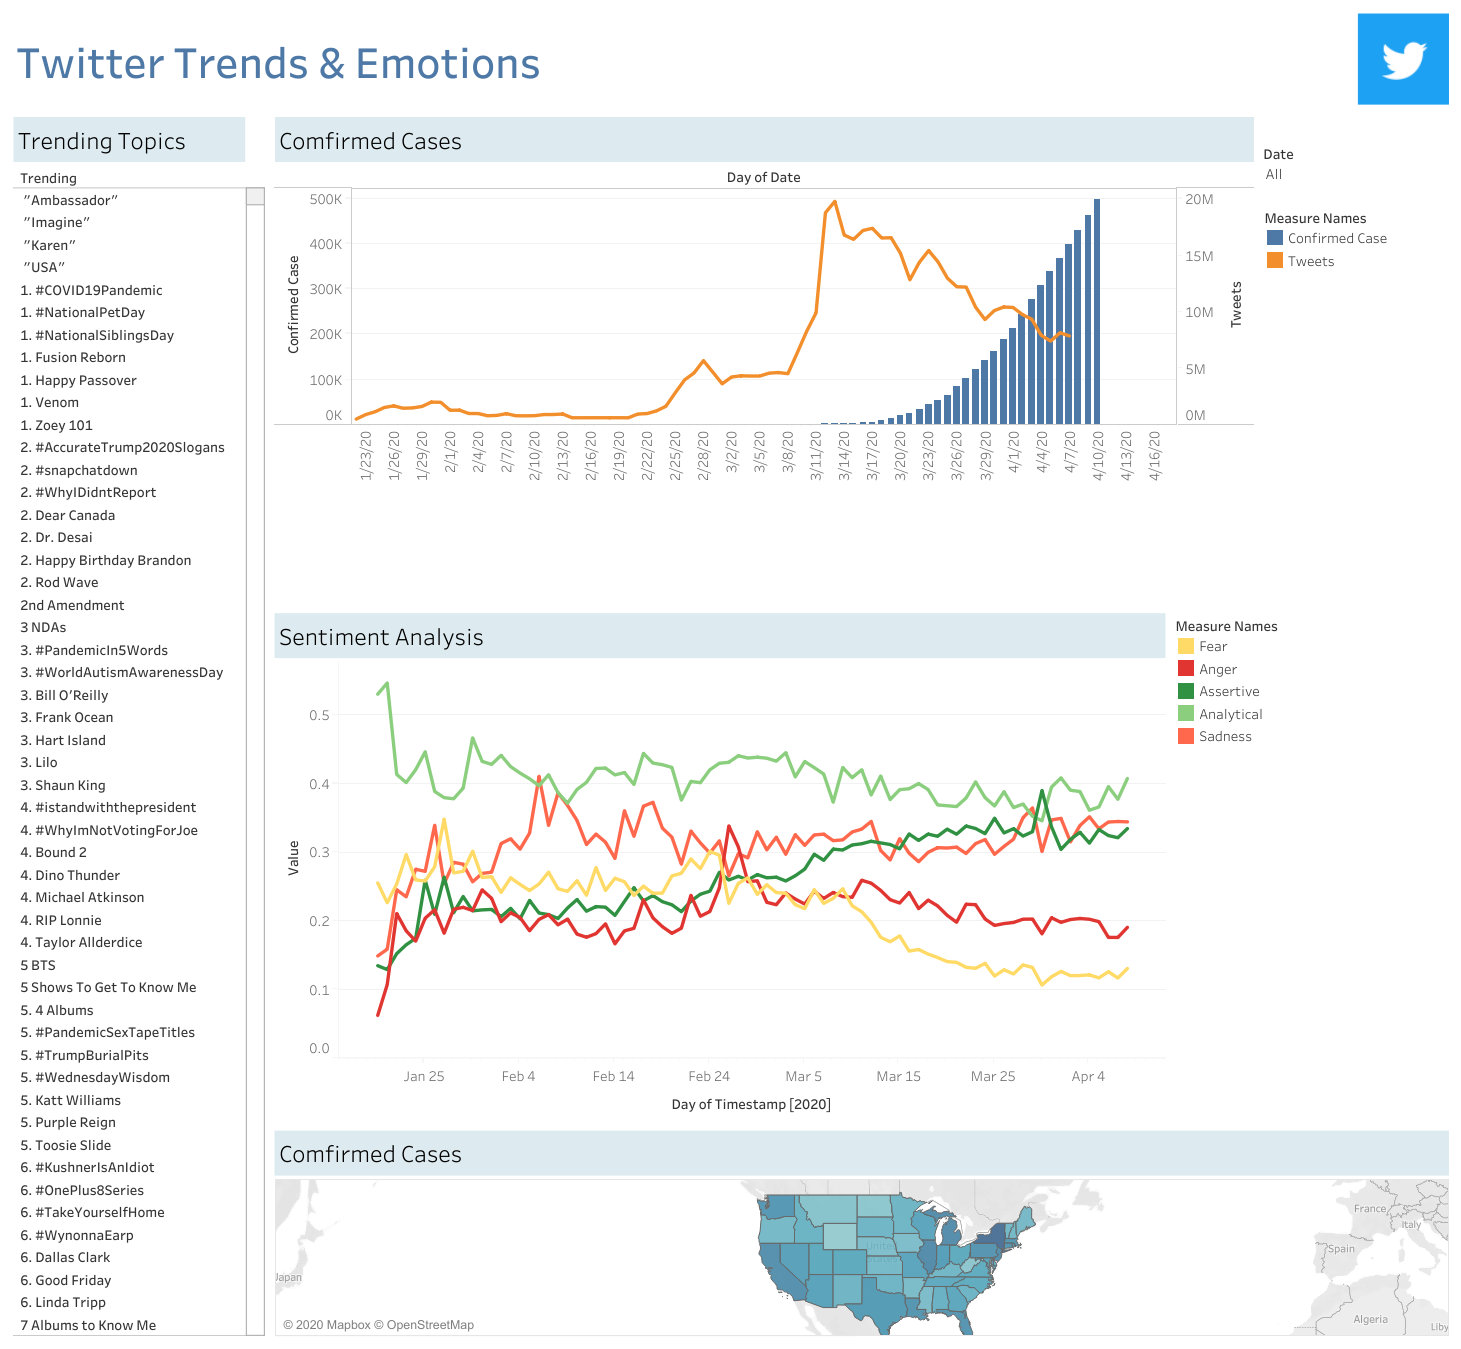 Twitter Trends & Emotions
Trending Topics
Trending
"Ambassador"
"Imagine"
"Karen"
"USA"
1. #COVID19Pandemic
1. #NationalPetDay
1. #NationalSiblingsDay
1. Fusion Reborn
1. Happy Passover
1. Venom
1. Zoey 101
2. #AccurateTrump2020Slogans
2. #snapchatdown
2. #WhyIDidntReport
2. Dear Canada
2. Dr. Desai
2. Happy Birthday Brandon
2. Rod Wave
2nd Amendment
3 NDAs
3. #PandemicIn5Words
3. #WorldAutismAwarenessDay
3. Bill O'Reilly
3. Frank Ocean
3. Hart Island
3. Lilo
3. Shaun King
4. #istandwiththepresident
4. #WhyImNotVotingForJoe
4. Bound 2
4. Dino Thunder
4. Michael Atkinson
4. RIP Lonnie
4. Taylor Allderdice
5 BTS
5 Shows To Get To Know Me
5. 4 Albums
5. #PandemicSexTapeTitles
5. #TrumpBurialPits
5. #WednesdayWisdom
5. Katt Williams
5. Purple Reign
5. Toosie Slide
6. #KushnerIsAnIdiot
6. #OnePlus8Series
6. #TakeYourselfHome
6. #WynonnaEarp
6. Dallas Clark
6. Good Friday
6. Linda Tripp
7 Albums to Know Me
Comfirmed Cases
Day of Date
500K
400K
300K
200K
100K
0K
Confirmed Case
20M
15M
10M
5M
0M
Tweets
1/23/20
1/26/20
1/29/20
2/1/20
2/4/20
2/7/20
2/10/20
2/13/20
2/16/20
2/19/20
2/22/20
2/25/20
2/28/20
3/2/20
3/5/20
3/8/20
3/11/20
3/14/20
3/17/20
3/20/20
3/23/20
3/26/20
3/29/20
4/1/20
4/4/20
4/7/20
4/10/20
4/13/20
4/16/20
Date
All
Measure Names
Confirmed Case
Tweets
Sentiment Analysis
0.5
0.4
0.3
0.2
0.1
0.0
Value
Jan 25
Feb 4
Feb 14
Feb 24
Mar 5
Mar 15
Mar 25
Apr 4
Day of Timestamp [2020]
Measure Names
Fear
Anger
Assertive
Analytical
Sadness
Comfirmed Cases
Japan
United
France
Italy
Spain
Algeria
Liby
© 2020 Mapbox © OpenStreetMap